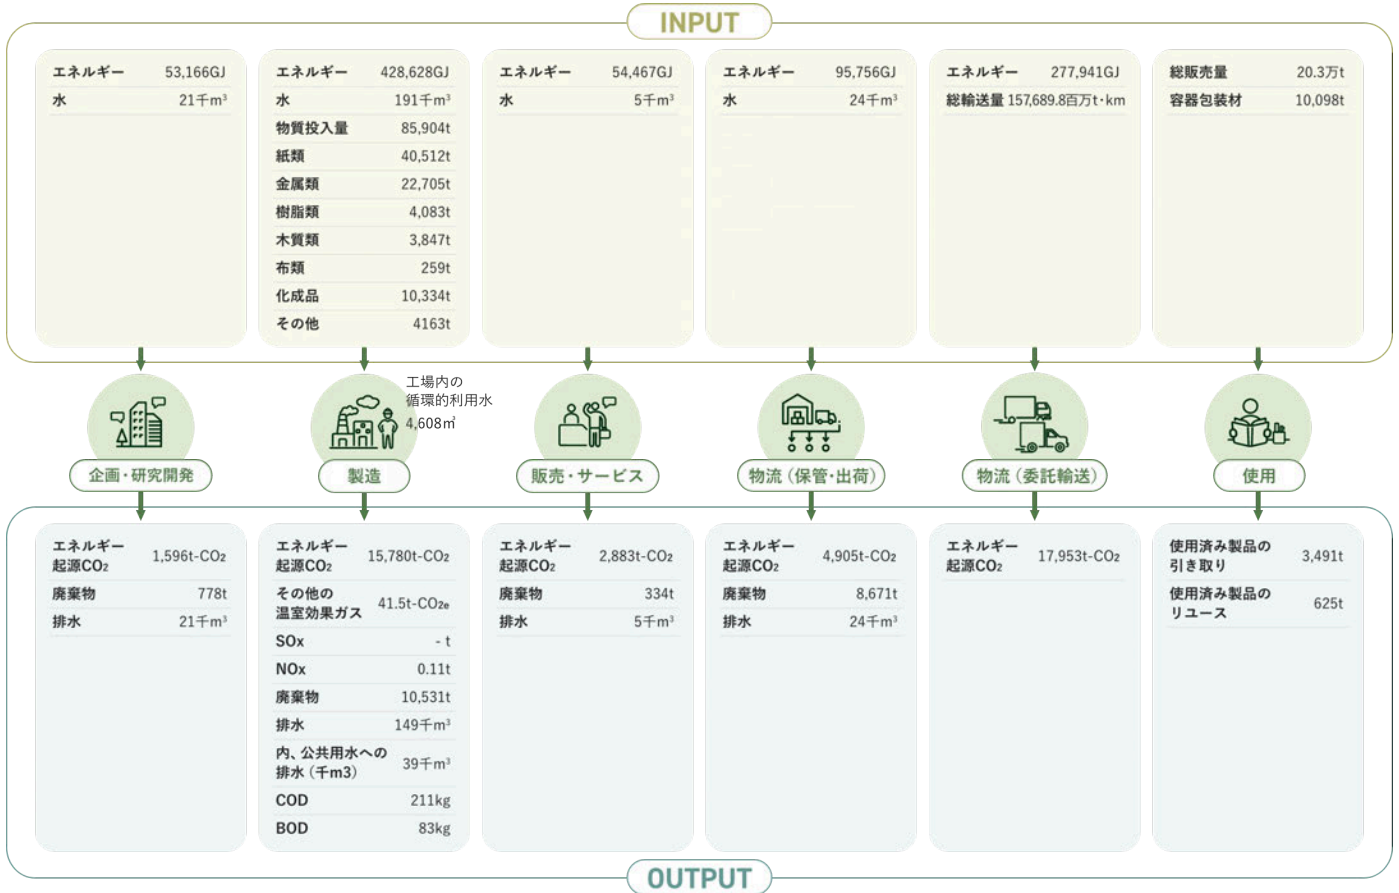 INPUT
エネルギー 53,166GJ
水 21千m³
エネルギー 428,628GJ
水 191千m³
物質投入量 85,904t
紙類 40,512t
金属類 22,705t
樹脂類 4,083t
木質類 3,847t
布類 259t
化成品 10,334t
その他 4163t
エネルギー 54,467GJ
水 5千m³
エネルギー 95,756GJ
水 24千m³
エネルギー 277,941GJ
総輸送量 157,689.8百万t・km
総販売量 20.3万t
容器包装材 10,098t
工場内の
循環的利用水
4,608㎥
企画・研究開発
製造
販売・サービス
物流（保管・出荷）
物流（委託輸送）
使用
エネルギー
起源CO₂ 1,596t-CO₂
廃棄物 778t
排水 21千m³
エネルギー
起源CO₂ 15,780t-CO₂
その他の
温室効果ガス 41.5t-CO₂e
SOx - t
NOx 0.11t
廃棄物 10,531t
排水 149千m³
内、公共用水への
排水（千m3） 39千m³
COD 211kg
BOD 83kg
エネルギー
起源CO₂ 2,883t-CO₂
廃棄物 334t
排水 5千m³
エネルギー
起源CO₂ 4,905t-CO₂
廃棄物 8,671t
排水 24千m³
エネルギー
起源CO₂ 17,953t-CO₂
使用済み製品の
引き取り 3,491t
使用済み製品の
リユース 625t
OUTPUT